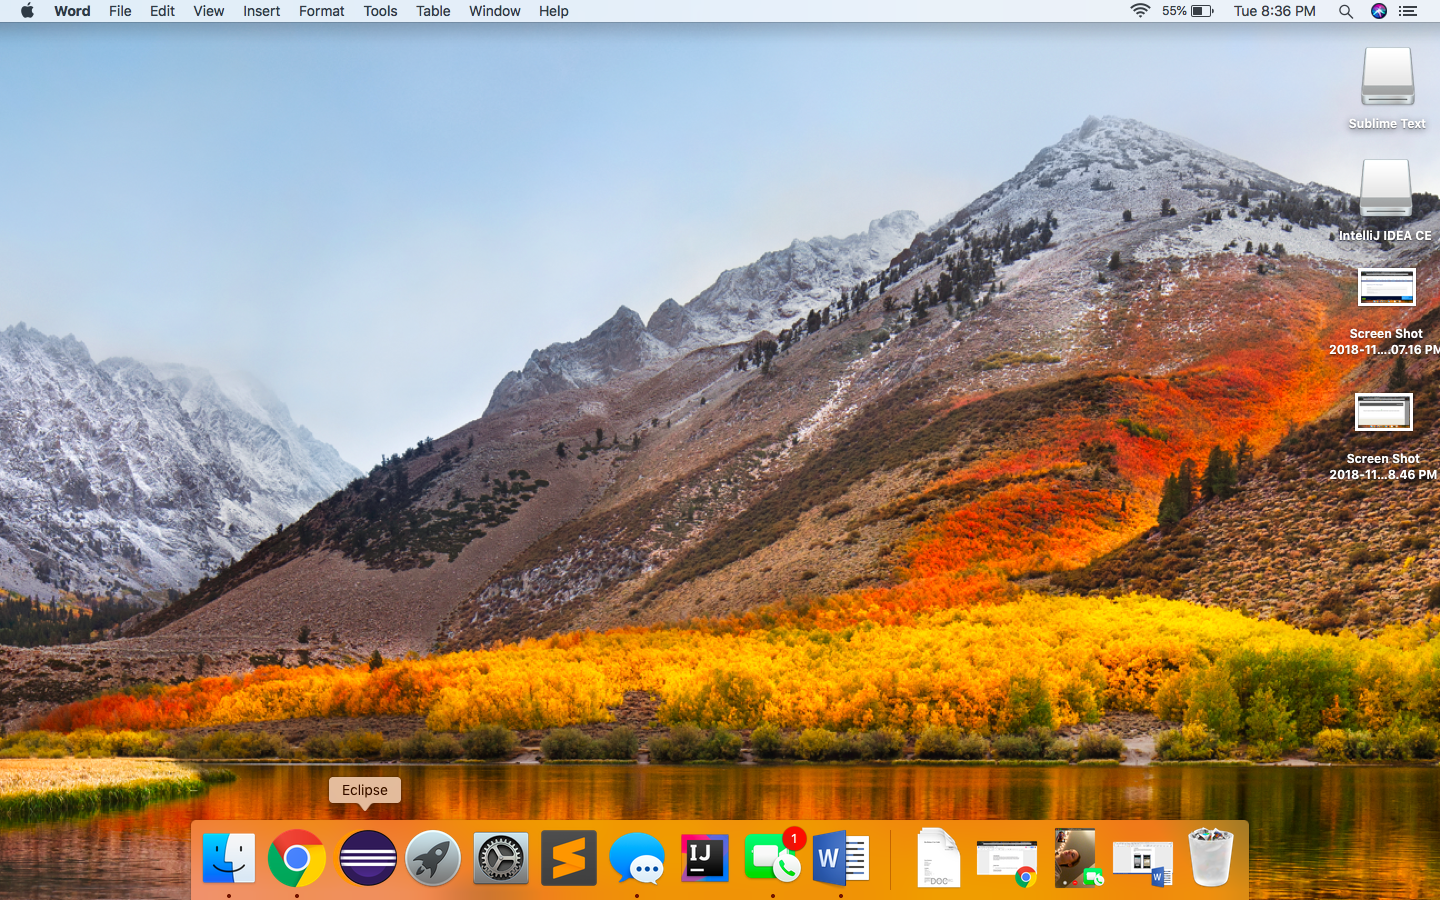 Word File Edit View Insert Format Tools Table Window Help 55% Tue 8:36 PM
Sublime Text
IntelliJ IDEA CE
Screen Shot
2018-11....07.16 PM
Screen Shot
2018-11...8.46 PM
Eclipse
1
IJ
W
DOC
W